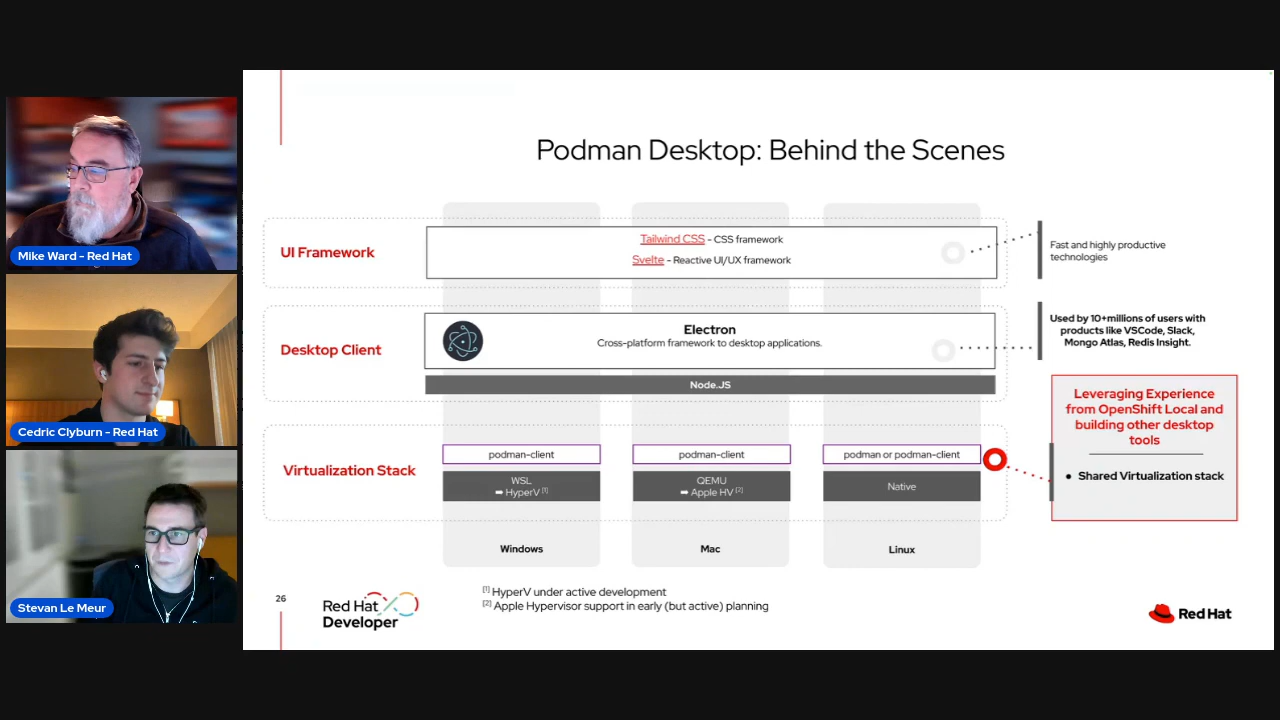 Mike Ward - Red Hat
Cedric Clyburn - Red Hat
Stevan Le Meur
Podman Desktop: Behind the Scenes
UI Framework
Tailwind CSS - CSS framework
Svelte - Reactive UI/UX framework
Fast and highly productive
technologies
Desktop Client
Electron
Cross-platform framework to desktop applications.
Node.JS
Used by 10+millions of users with
products like VSCode, Slack,
Mongo Atlas, Redis Insight.
Leveraging Experience
from OpenShift Local and
building other desktop
tools
● Shared Virtualization stack
Virtualization Stack
podman-client
podman-client
podman or podman-client
WSL
➡ HyperV [1]
QEMU
➡ Apple HV [2]
Native
Windows
Mac
Linux
26
Red Hat
Developer
[1] HyperV under active development
[2] Apple Hypervisor support in early (but active) planning
Red Hat